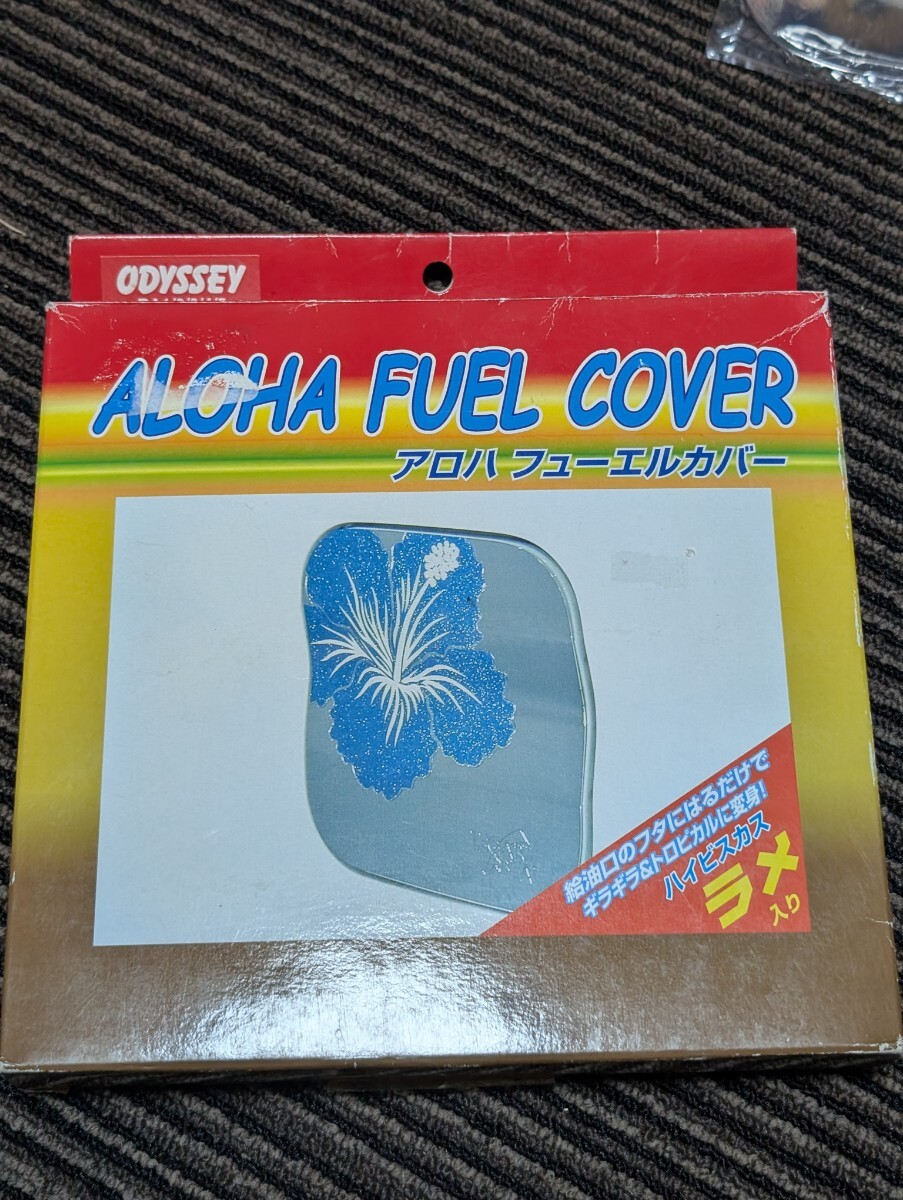 ODYSSEY
ALOHA FUEL COVER
アロハ フューエルカバー
給油口のフタにはるだけで
ギラギラ&トロピカルに変身!
ハイビスカス
ラメ
入り